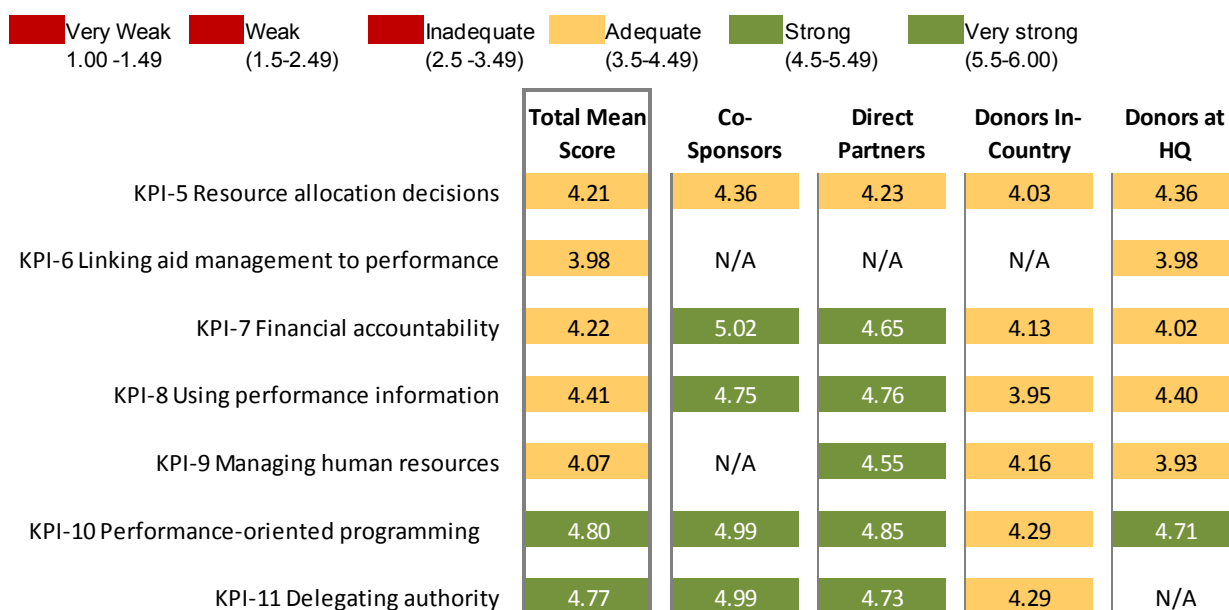 Very Weak Weak Inadequate Adequate Strong Very strong
1.00 -1.49 (1.5-2.49) (2.5 -3.49) (3.5-4.49) (4.5-5.49) (5.5-6.00)
Total Mean Co- Direct Donors In- Donors at
Score Sponsors Partners Country HQ
KPI-5 Resource allocation decisions 4.21 4.36 4.23 4.03 4.36
KPI-6 Linking aid management to performance 3.98 N/A N/A N/A 3.98
KPI-7 Financial accountability 4.22 5.02 4.65 4.13 4.02
KPI-8 Using performance information 4.41 4.75 4.76 3.95 4.40
KPI-9 Managing human resources 4.07 N/A 4.55 4.16 3.93
KPI-10 Performance-oriented programming 4.80 4.99 4.85 4.29 4.71
KPI-11 Delegating authority 4.77 4.99 4.73 4.29 N/A